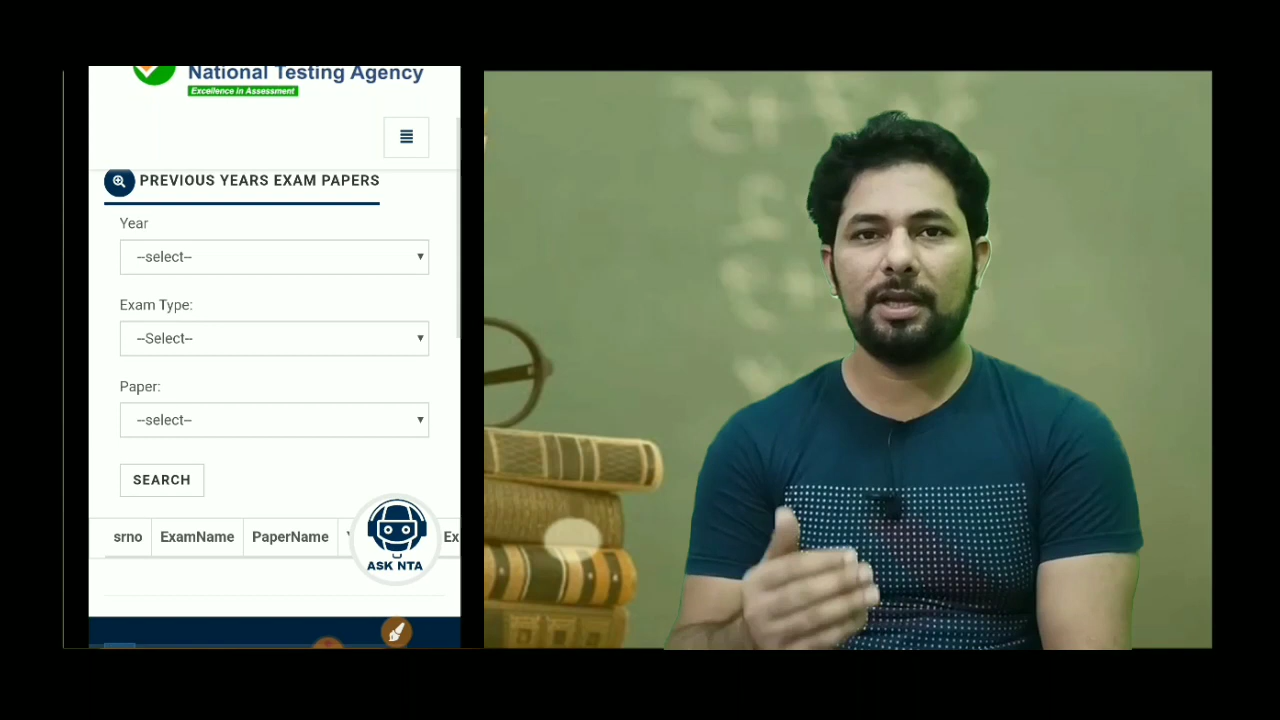 National Testing Agency
Excellence in Assessment
PREVIOUS YEARS EXAM PAPERS
Year
--select--
Exam Type:
--Select--
Paper:
--select--
SEARCH
srno ExamName PaperName Ex
ASK NTA